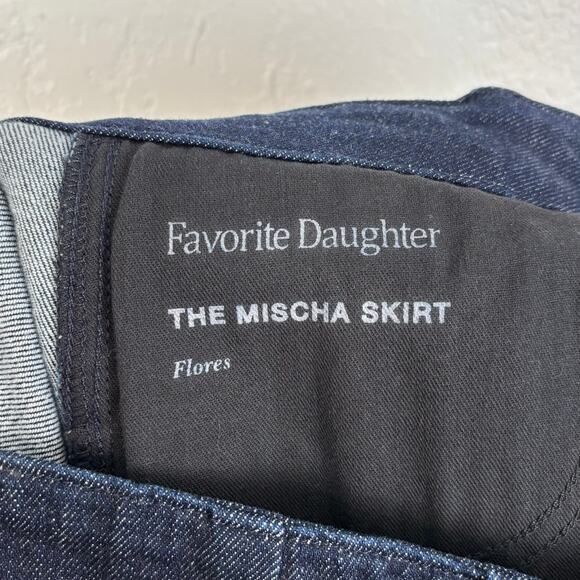 Favorite Daughter
THE MISCHA SKIRT
Flores